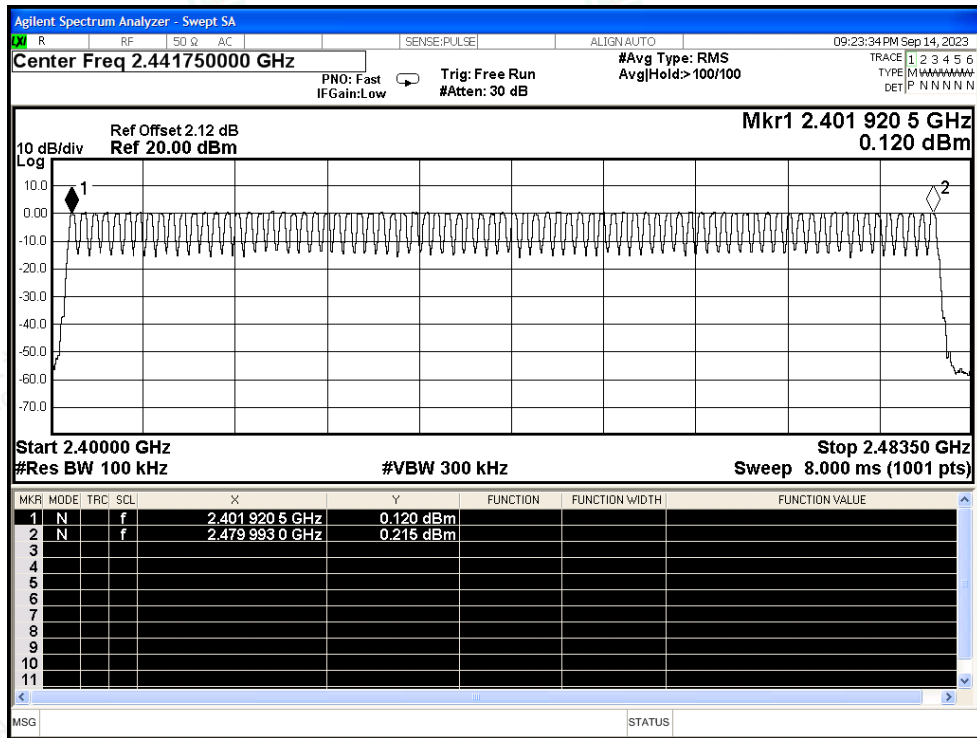 Agilent Spectrum Analyzer - Swept SA
LXI R RF 50 Ω AC SENSE:PULSE ALIGN AUTO 09:23:34 PM Sep 14, 2023
Center Freq 2.441750000 GHz
PNO: Fast
IFGain:Low
Trig: Free Run
#Atten: 30 dB
#Avg Type: RMS
Avg|Hold:> 100/100
TRACE 1 2 3 4 5 6
TYPE M W W W W W
DET P N N N N N
Ref Offset 2.12 dB
10 dB/div Ref 20.00 dBm
Log
Mkr1 2.401 920 5 GHz
0.120 dBm
10.0
0.00
-10.0
-20.0
-30.0
-40.0
-50.0
-60.0
-70.0
1
2
Start 2.40000 GHz Stop 2.48350 GHz
#Res BW 100 kHz #VBW 300 kHz Sweep 8.000 ms (1001 pts)
MKR MODE TRC SCL X Y FUNCTION FUNCTION WIDTH FUNCTION VALUE
1 N f 2.401 920 5 GHz 0.120 dBm
2 N f 2.479 993 0 GHz 0.215 dBm
3
4
5
6
7
8
9
10
11
MSG STATUS